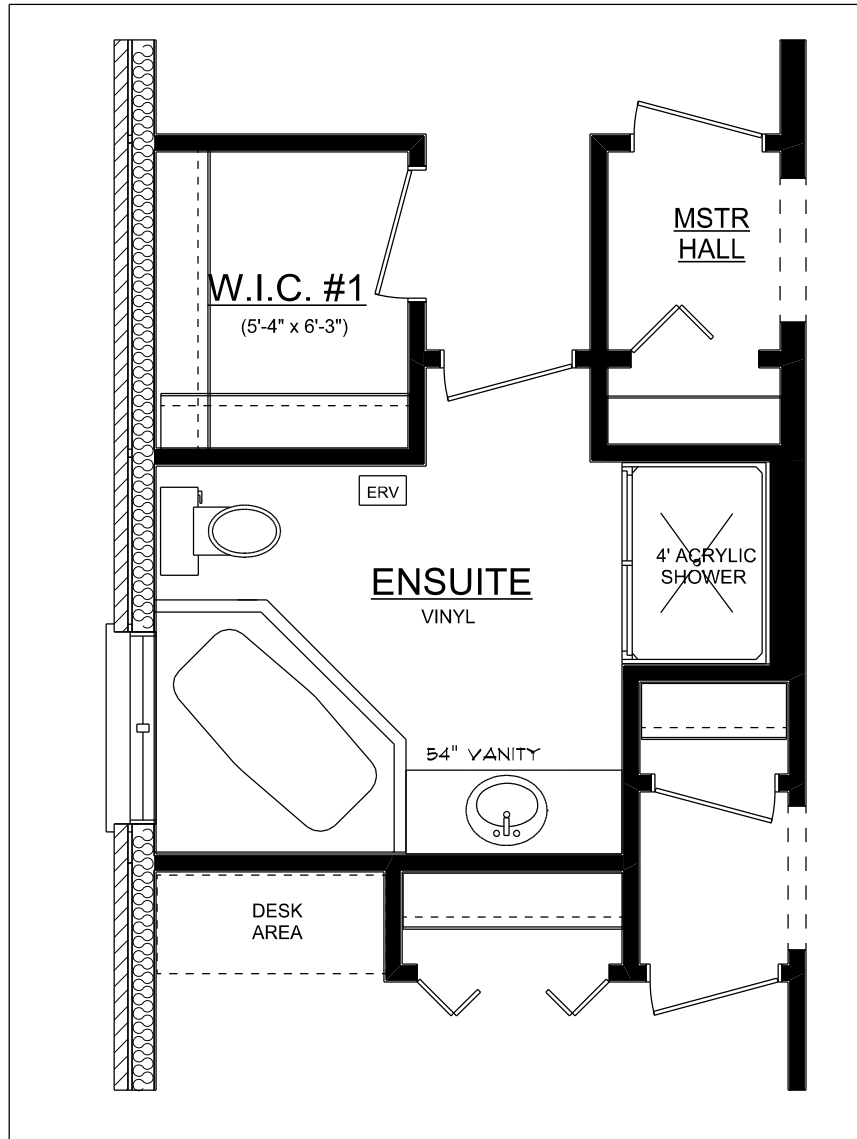 MSTR
HALL
W.I.C. #1
(5'-4" x 6'-3")
ERV
ENSUITE
VINYL
4' ACRYLIC
SHOWER
54" VANITY
DESK
AREA